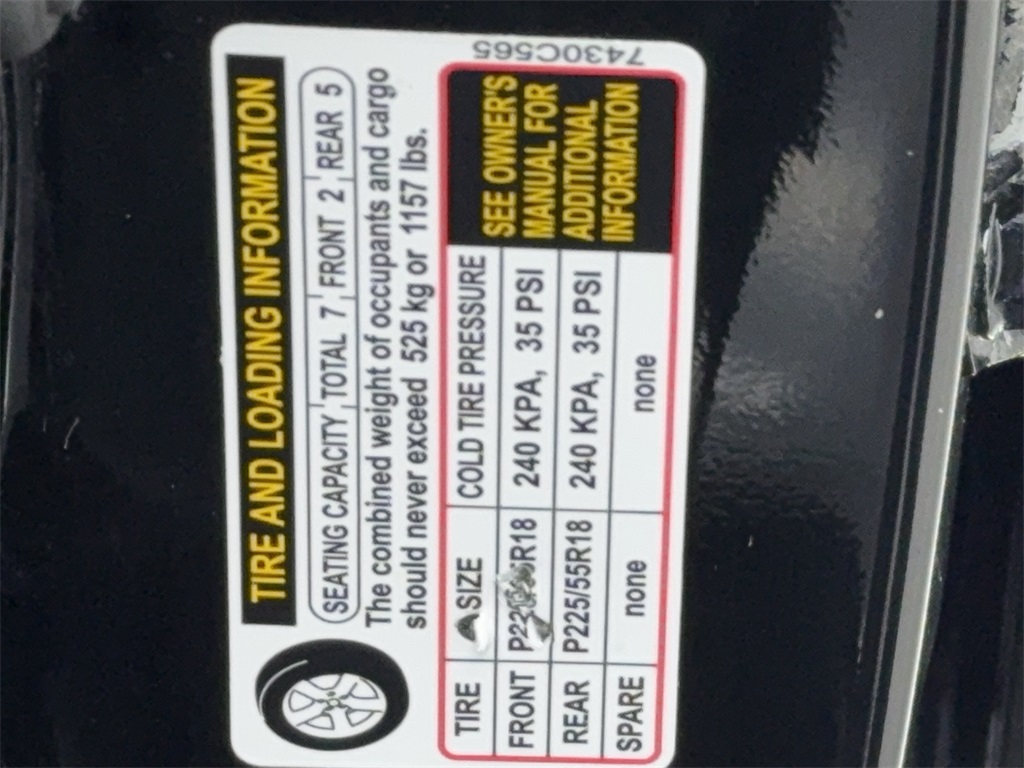 7430C565
TIRE AND LOADING INFORMATION
SEATING CAPACITY TOTAL 7 FRONT 2 REAR 5
The combined weight of occupants and cargo
should never exceed 525 kg or 1157 lbs.
TIRE SIZE COLD TIRE PRESSURE
FRONT 240 KPA, 35 PSI
REAR P225/55R18 240 KPA, 35 PSI
SPARE none none
SEE OWNER'S
MANUAL FOR
ADDITIONAL
INFORMATION